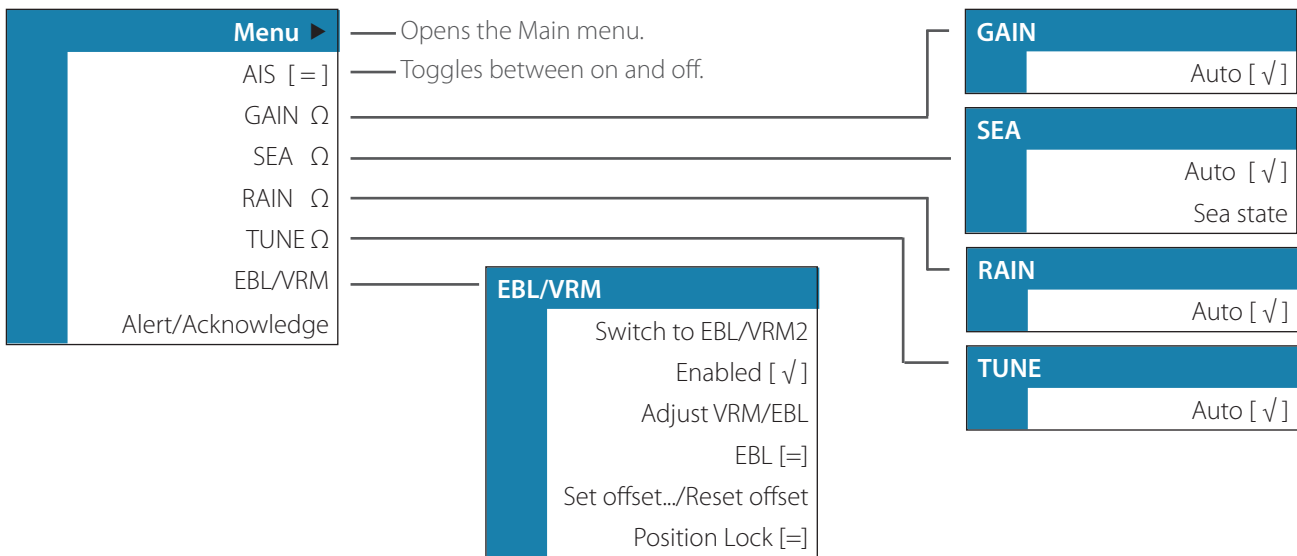 Menu ▶
Opens the Main menu.
AIS [ = ]
Toggles between on and off.
GAIN Ω
SEA Ω
RAIN Ω
TUNE Ω
EBL/VRM
Alert/Acknowledge
EBL/VRM
Switch to EBL/VRM2
Enabled [ √ ]
Adjust VRM/EBL
EBL [=]
Set offset.../Reset offset
Position Lock [=]
GAIN
Auto [ √ ]
SEA
Auto [ √ ]
Sea state
RAIN
Auto [ √ ]
TUNE
Auto [ √ ]